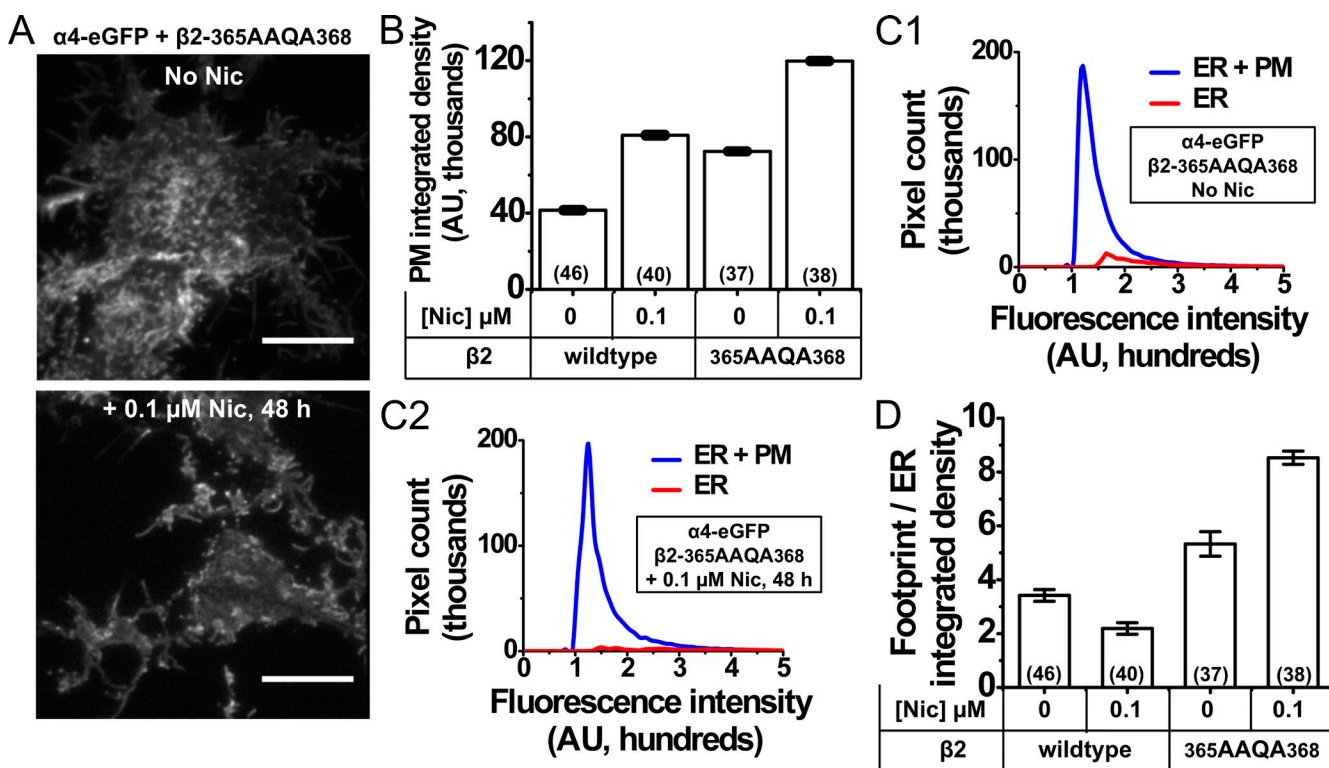 A
α4-eGFP + β2-365AAQA368
No Nic
+ 0.1 µM Nic, 48 h
B
PM integrated density
(AU, thousands)
120
80
40
0
(46)
(40)
(37)
(38)
[Nic] µM
0
0.1
0
0.1
β2
wildtype
365AAQA368
C1
Pixel count
(thousands)
200
100
0
ER + PM
ER
α4-eGFP
β2-365AAQA368
No Nic
0 1 2 3 4 5
Fluorescence intensity
(AU, hundreds)
C2
Pixel count
(thousands)
200
100
0
ER + PM
ER
α4-eGFP
β2-365AAQA368
+ 0.1 µM Nic, 48 h
0 1 2 3 4 5
Fluorescence intensity
(AU, hundreds)
D
Footprint / ER
integrated density
10
8
6
4
2
0
(46)
(40)
(37)
(38)
[Nic] µM
0
0.1
0
0.1
β2
wildtype
365AAQA368